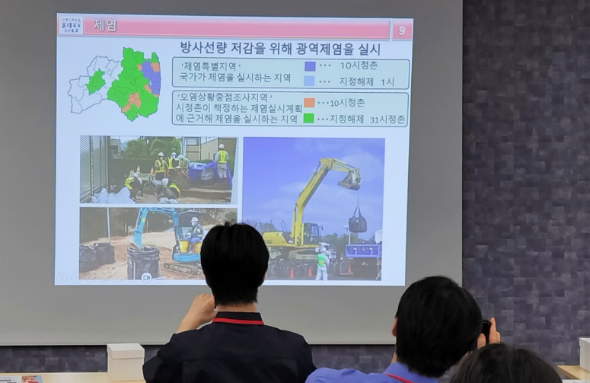 제염
9
방사선량 저감을 위해 광역제염을 실시
'제염특별지역'
국가가 제염을 실시하는 지역
… 10시정촌
… 지정해제 1시
'오염상황중점조사지역'
시정촌이 책정하는 제염실시계획
에 근거해 제염을 실시하는 지역
…10시정촌
…지정해제 31시정촌